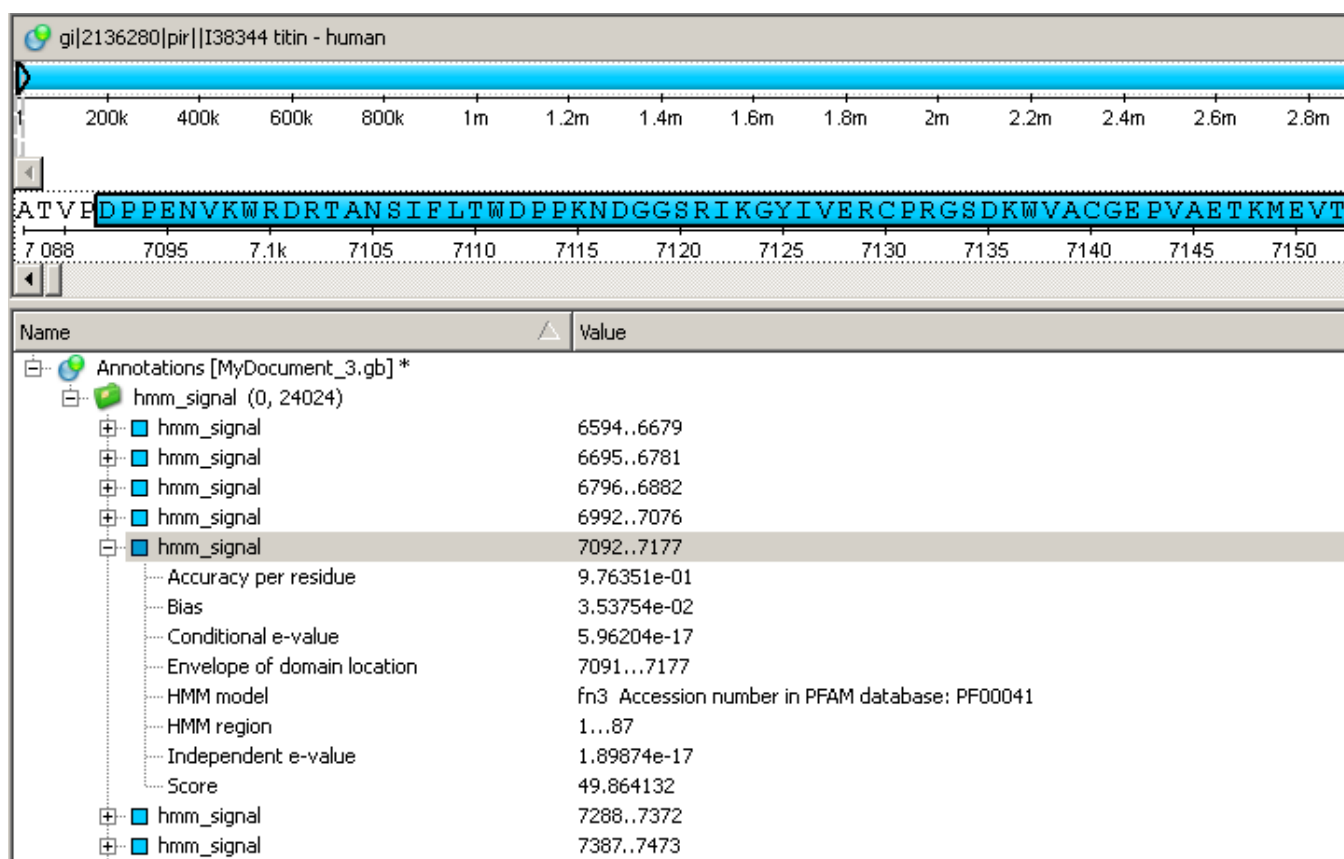 gi|2136280|pir||I38344 titin - human
1 200k 400k 600k 800k 1m 1.2m 1.4m 1.6m 1.8m 2m 2.2m 2.4m 2.6m 2.8m
ATVPDPPENVKWRDRTANSIFLTWDPPKNDGGSRIKGYIVERCPRGSDKWVACGEPVAETKMEVT
7 088 7095 7.1k 7105 7110 7115 7120 7125 7130 7135 7140 7145 7150
Name Value
Annotations [MyDocument_3.gb] *
hmm_signal (0, 24024)
hmm_signal 6594..6679
hmm_signal 6695..6781
hmm_signal 6796..6882
hmm_signal 6992..7076
hmm_signal 7092..7177
Accuracy per residue 9.76351e-01
Bias 3.53754e-02
Conditional e-value 5.96204e-17
Envelope of domain location 7091...7177
HMM model fn3 Accession number in PFAM database: PF00041
HMM region 1...87
Independent e-value 1.89874e-17
Score 49.864132
hmm_signal 7288..7372
hmm_signal 7387..7473